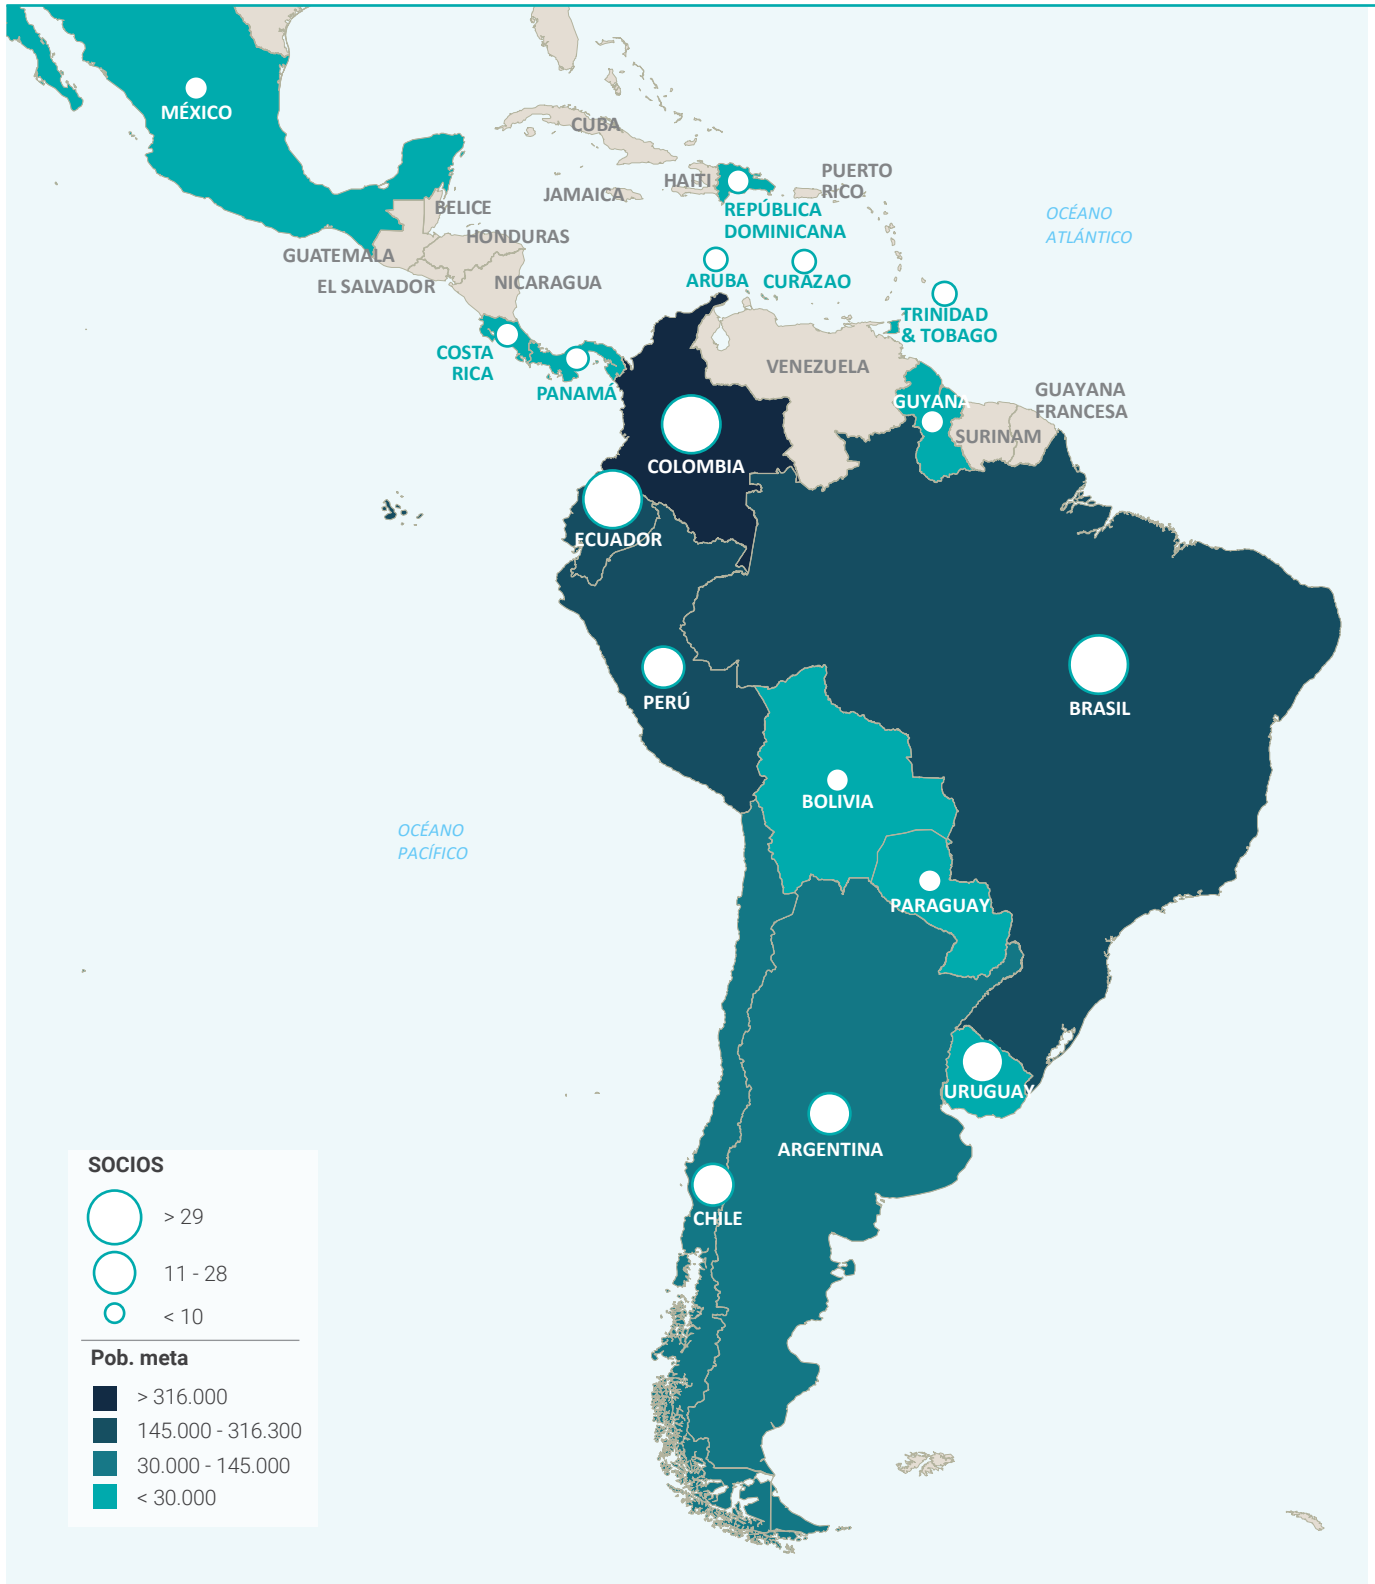 MÉXICO
CUBA
HAITI
PUERTO
RICO
JAMAICA
REPÚBLICA
DOMINICANA
BELICE
OCÉANO
ATLÁNTICO
HONDURAS
GUATEMALA
EL SALVADOR
NICARAGUA
ARUBA
CURAZAO
TRINIDAD
& TOBAGO
COSTA
RICA
PANAMÁ
VENEZUELA
GUYANA
GUAYANA
FRANCESA
SURINAM
COLOMBIA
ECUADOR
PERÚ
BRASIL
BOLIVIA
OCÉANO
PACÍFICO
PARAGUAY
URUGUAY
ARGENTINA
CHILE
SOCIOS
> 29
11 - 28
< 10
Pob. meta
> 316.000
145.000 - 316.300
30.000 - 145.000
< 30.000